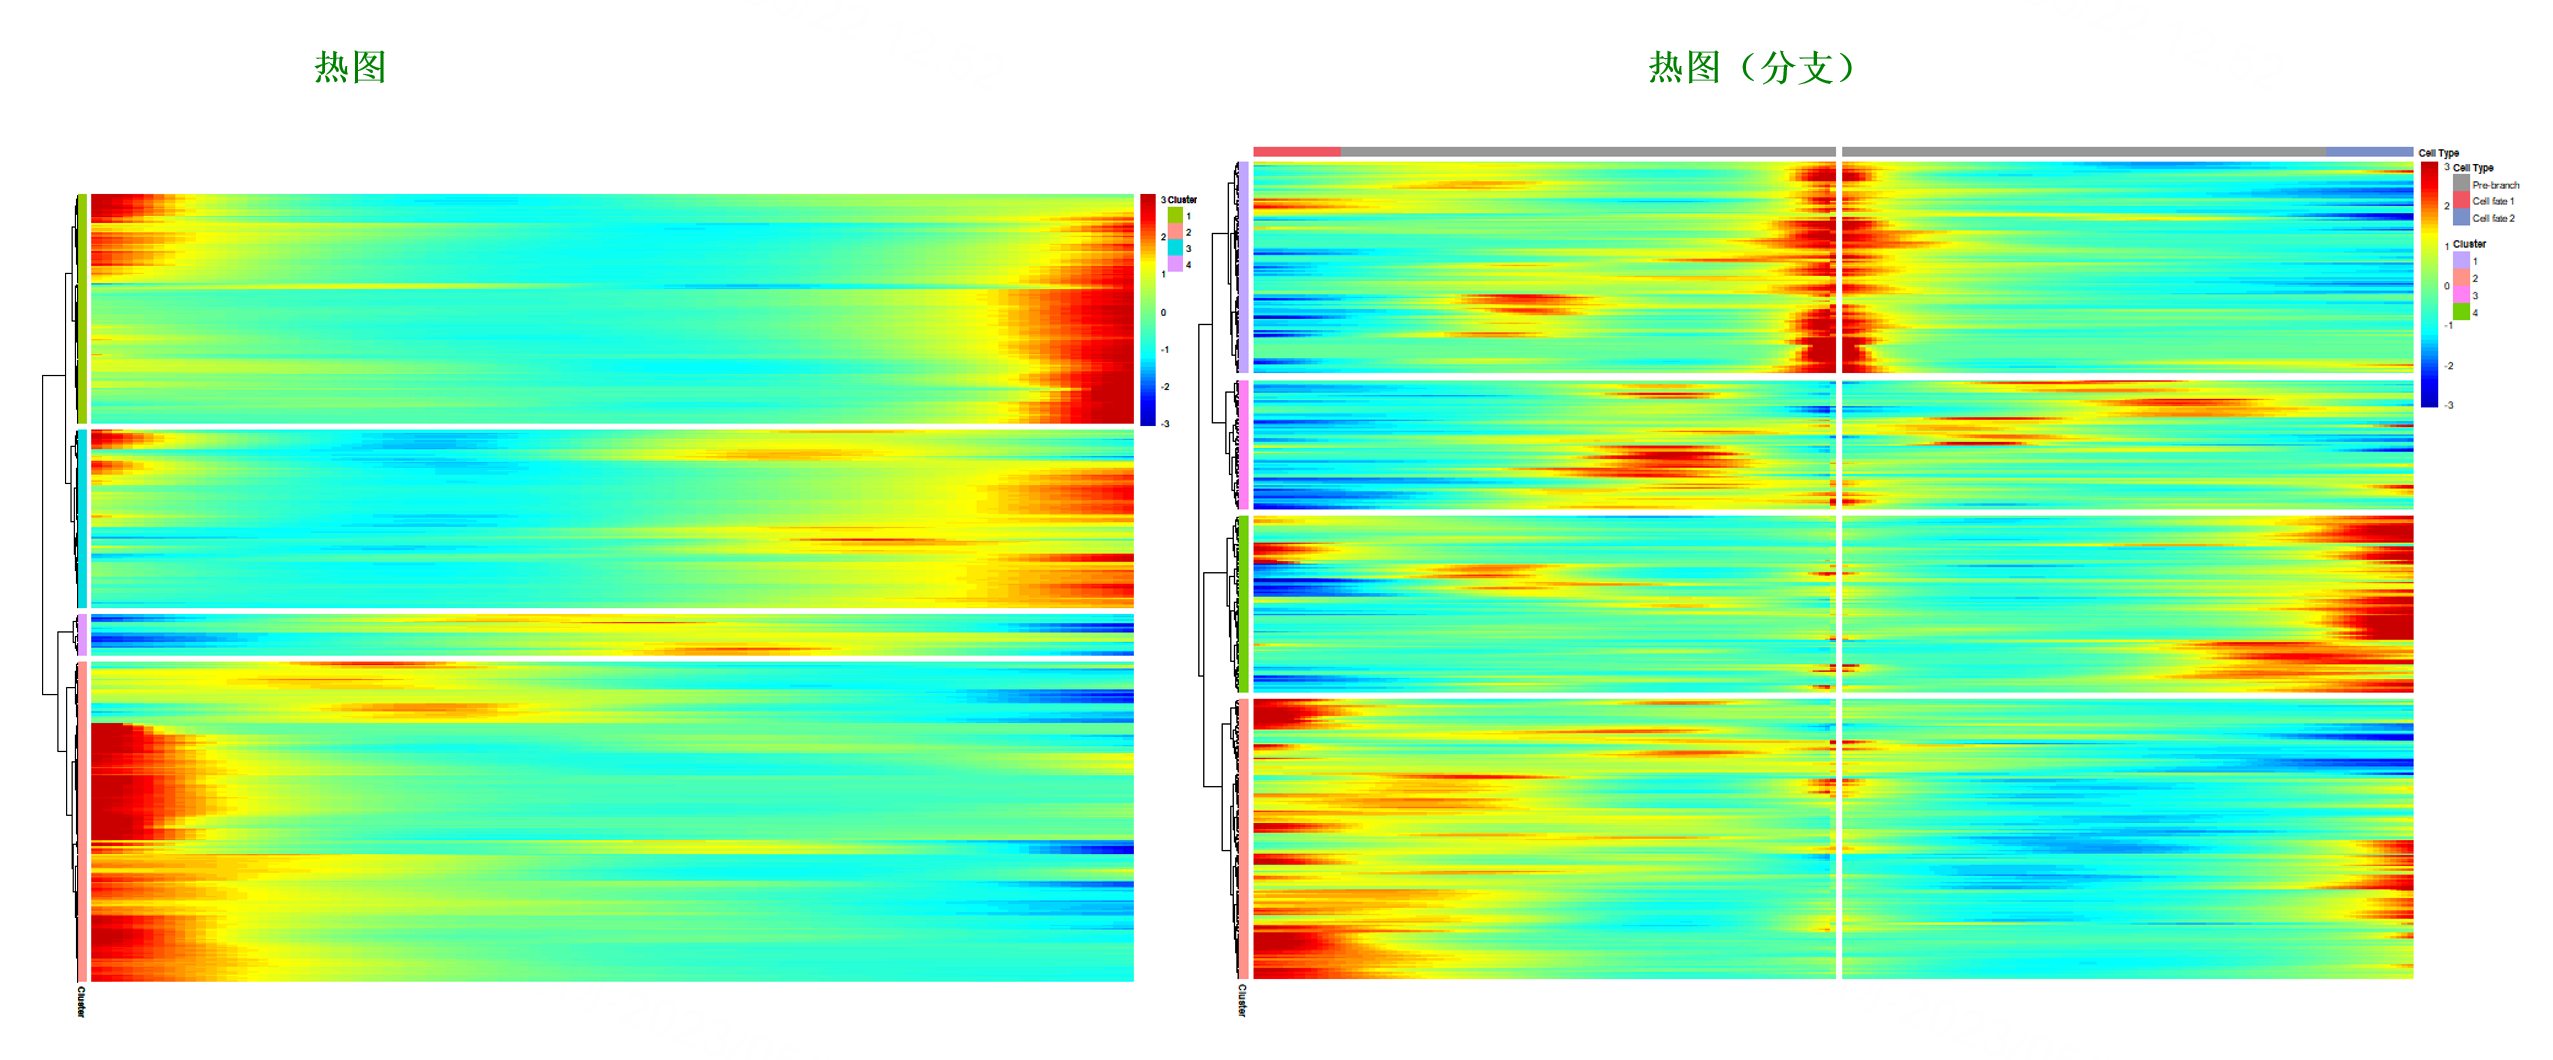 热图
热图（分支）
3 Cluster
1
2
2
3
4
1
0
-1
-2
-3
Cluster
Cell Type
3 Cell Type
Pre-branch
Cell fate 1
2
Cell fate 2
1 Cluster
1
2
0
3
4
-1
-2
-3
Cluster